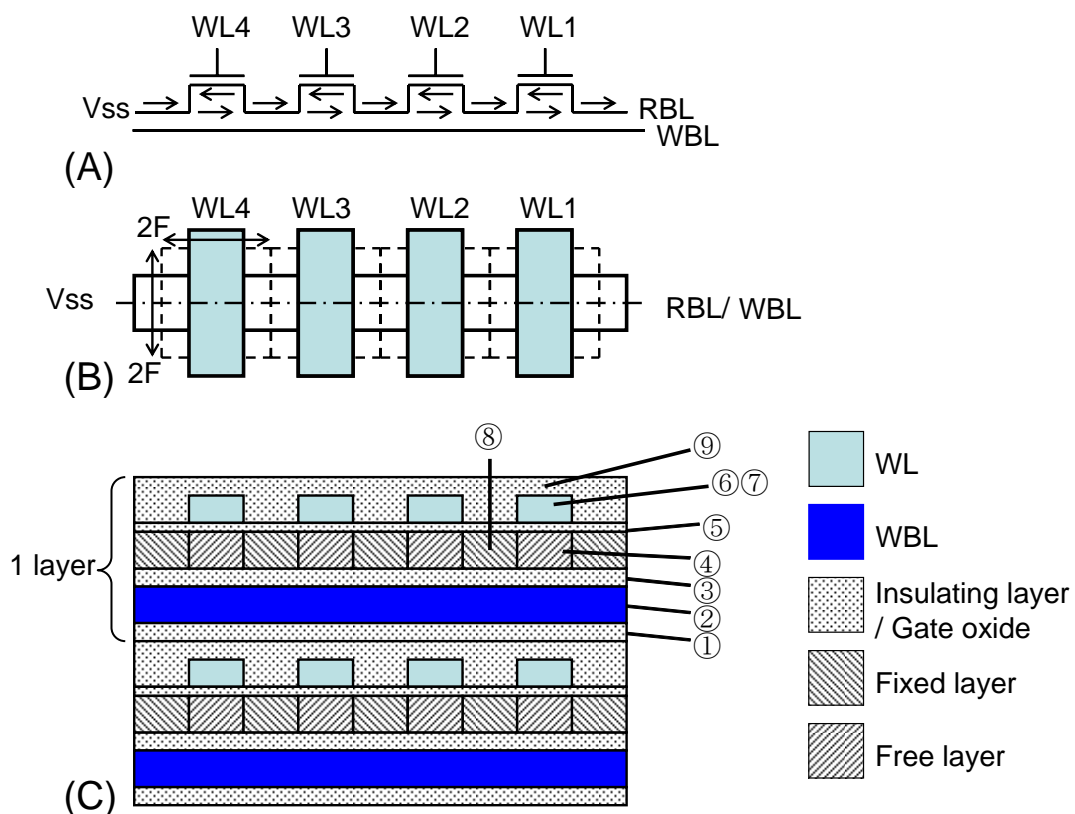 WL4 WL3 WL2 WL1
Vss RBL
WBL
(A)
WL4 WL3 WL2 WL1
2F
Vss RBL/ WBL
2F
(B)
⑧ ⑨
⑥⑦
⑤
④
③
②
①
1 layer
(C)
WL
WBL
Insulating layer
/ Gate oxide
Fixed layer
Free layer